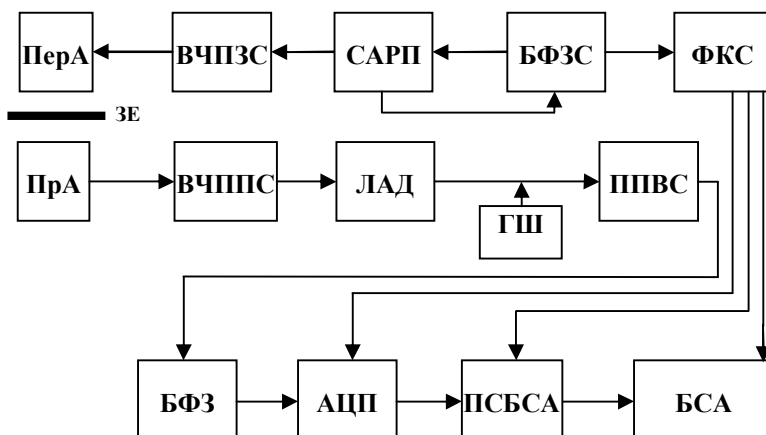 ПерА
ВЧПЗС
САРП
БФЗС
ФКС
ЗЕ
ПрА
ВЧППС
ЛАД
ППВС
ГШ
БФЗ
АЦП
ПСБСА
БСА